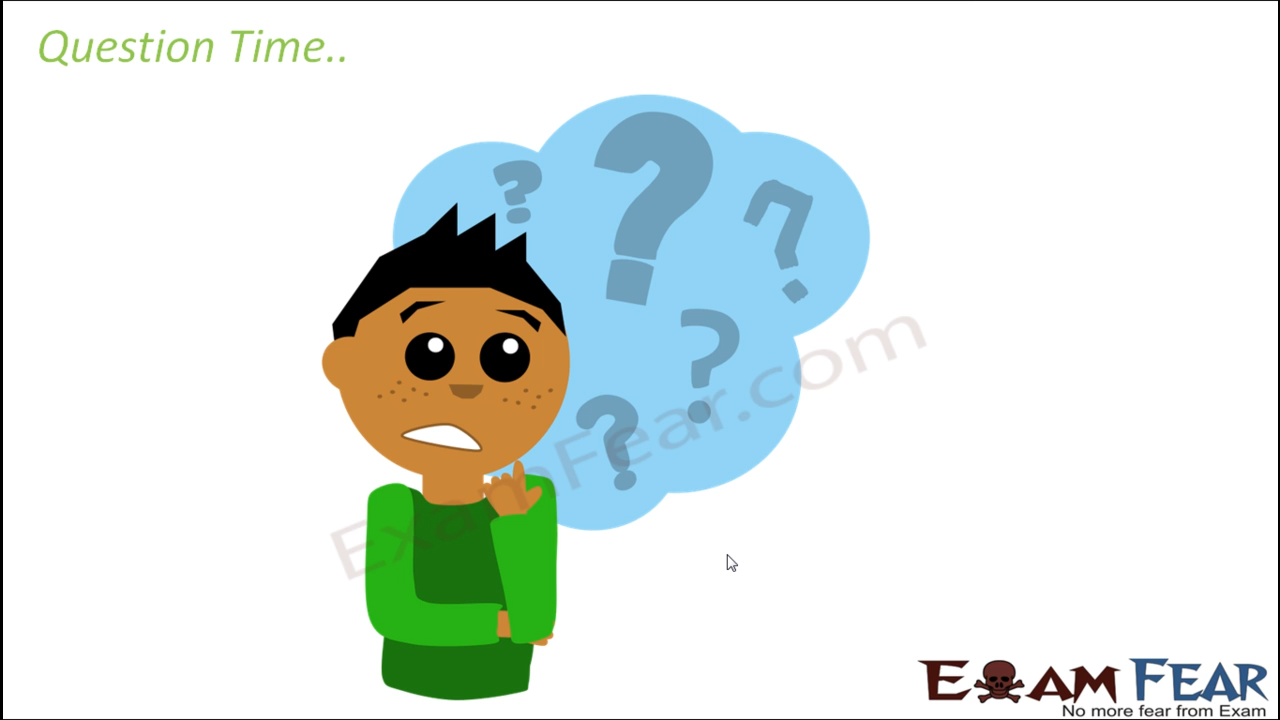 Question Time..
? ? ?
?
?
ExamFear.com
EXAM FEAR
No more fear from Exam